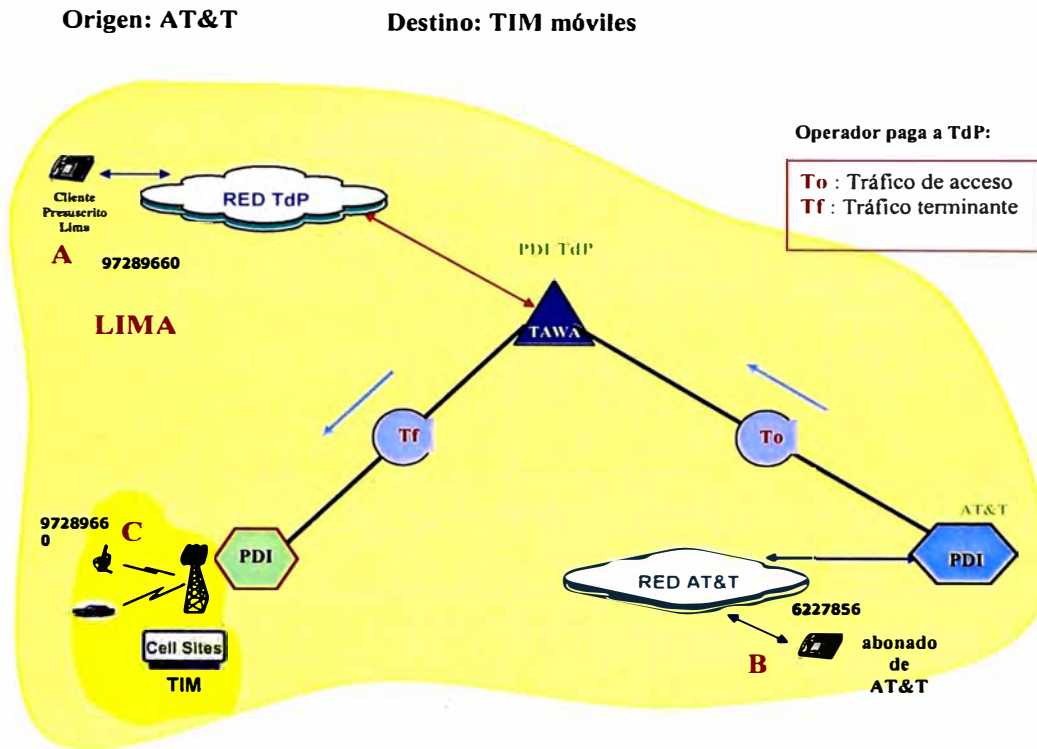 Origen: AT&T
Destino: TIM móviles
Operador paga a TdP:
To : Tráfico de acceso
Tf : Tráfico terminante
Cliente
Presuscrito
Lima
RED TdP
A
97289660
PDI TdP
LIMA
TAWA
Tf
To
9728966
0
C
PDI
AT&T
PDI
RED AT&T
6227856
Cell Sites
TIM
B
abonado
de
AT&T